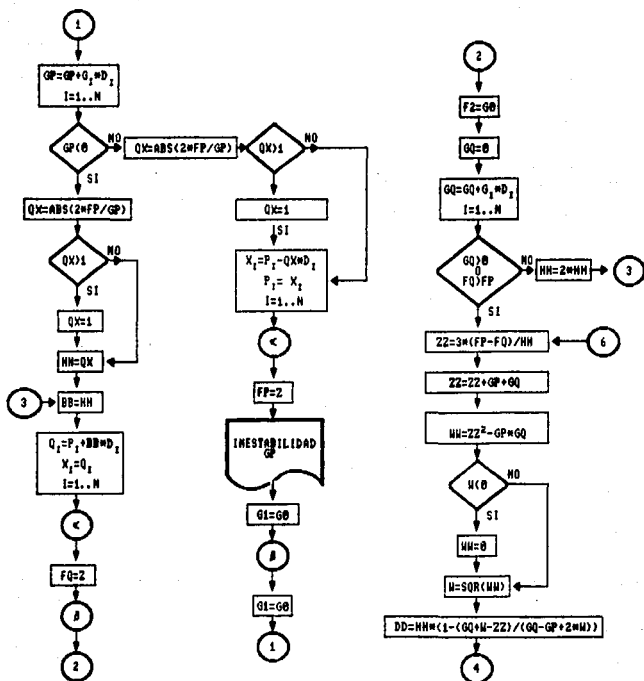 1
GP=GP+G_I*D_I
I=1..N
GP<0
NO
SI
QX=ABS(2*FP/GP)
QX>1
NO
SI
QX=1
HH=QX
3
BB=HH
Q_I=P_I+BB*D_I
X_I=Q_I
I=1..N
<
FQ=Z
β
2
QX=ABS(2*FP/GP)
QX>1
NO
QX=1
SI
X_I=P_I-QX*D_I
P_I= X_I
I=1..N
<
FP=Z
INESTABILIDAD
GP
G1=G0
β
G1=G0
1
2
F2=G0
GQ=0
GQ=GQ+G_I*D_I
I=1..N
GQ>0
O
FQ>FP
NO
HH=2*HH
3
SI
ZZ=3*(FP-FQ)/HH
6
ZZ=ZZ+GP+GQ
WW=ZZ²-GP*GQ
W<0
NO
SI
WW=0
W=SQR(WW)
DD=HH*(1-(GQ+W-ZZ)/(GQ-GP+2*W))
4